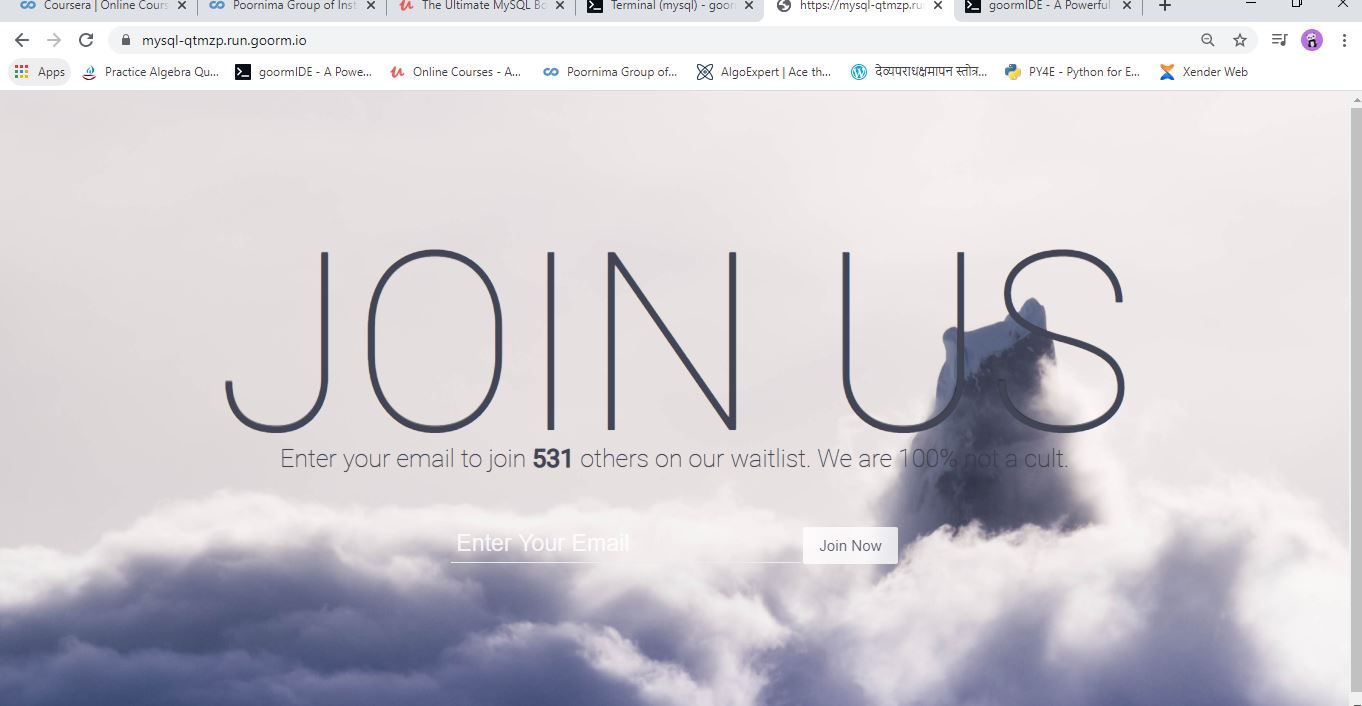 Coursera | Online Cours
Poornima Group of Inst
The Ultimate MySQL Bo
Terminal (mysql) - goorm
https://mysql-qtmzp.run
goormIDE - A Powerful
mysql-qtmzp.run.goorm.io
Apps
Practice Algebra Qu...
goormIDE - A Powe...
Online Courses - A...
Poornima Group of...
AlgoExpert | Ace th...
देव्यपराधक्षमापन स्तोत्र...
PY4E - Python for E...
Xender Web
JOIN US
Enter your email to join 531 others on our waitlist. We are 100% not a cult.
Enter Your Email
Join Now